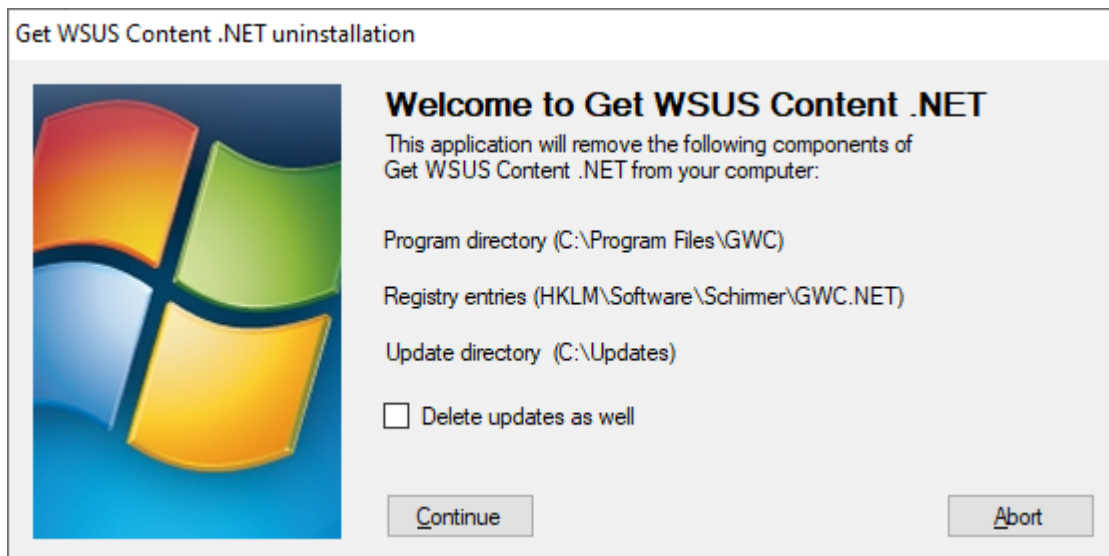 Get WSUS Content .NET uninstallation
Welcome to Get WSUS Content .NET
This application will remove the following components of
Get WSUS Content .NET from your computer:
Program directory (C:\Program Files\GWC)
Registry entries (HKLM\Software\Schirmer\GWC.NET)
Update directory  (C:\Updates)
Delete updates as well
Continue
Abort